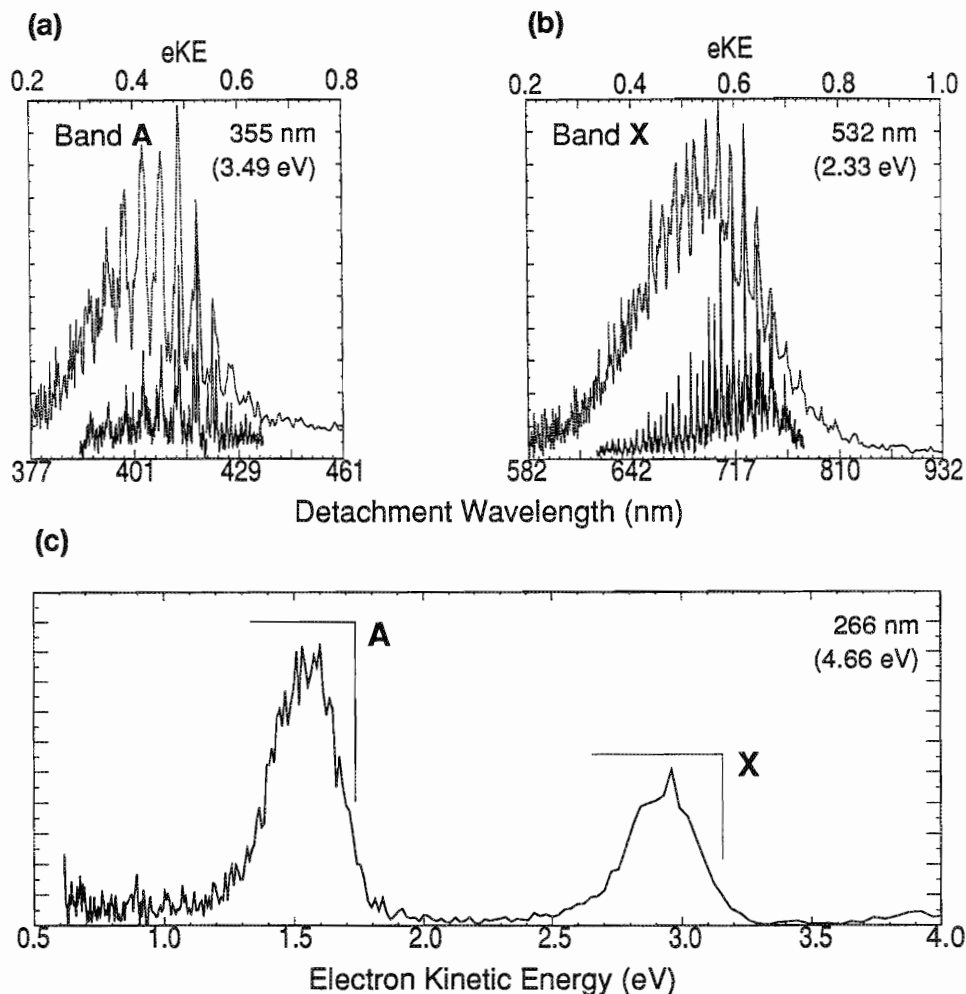 (a)
eKE
0.2 0.4 0.6 0.8
Band A
355 nm
(3.49 eV)
377 401 429 461
(b)
eKE
0.2 0.4 0.6 0.8 1.0
Band X
532 nm
(2.33 eV)
582 642 717 810 932
Detachment Wavelength (nm)
(c)
A
X
266 nm
(4.66 eV)
0.5 1.0 1.5 2.0 2.5 3.0 3.5 4.0
Electron Kinetic Energy (eV)